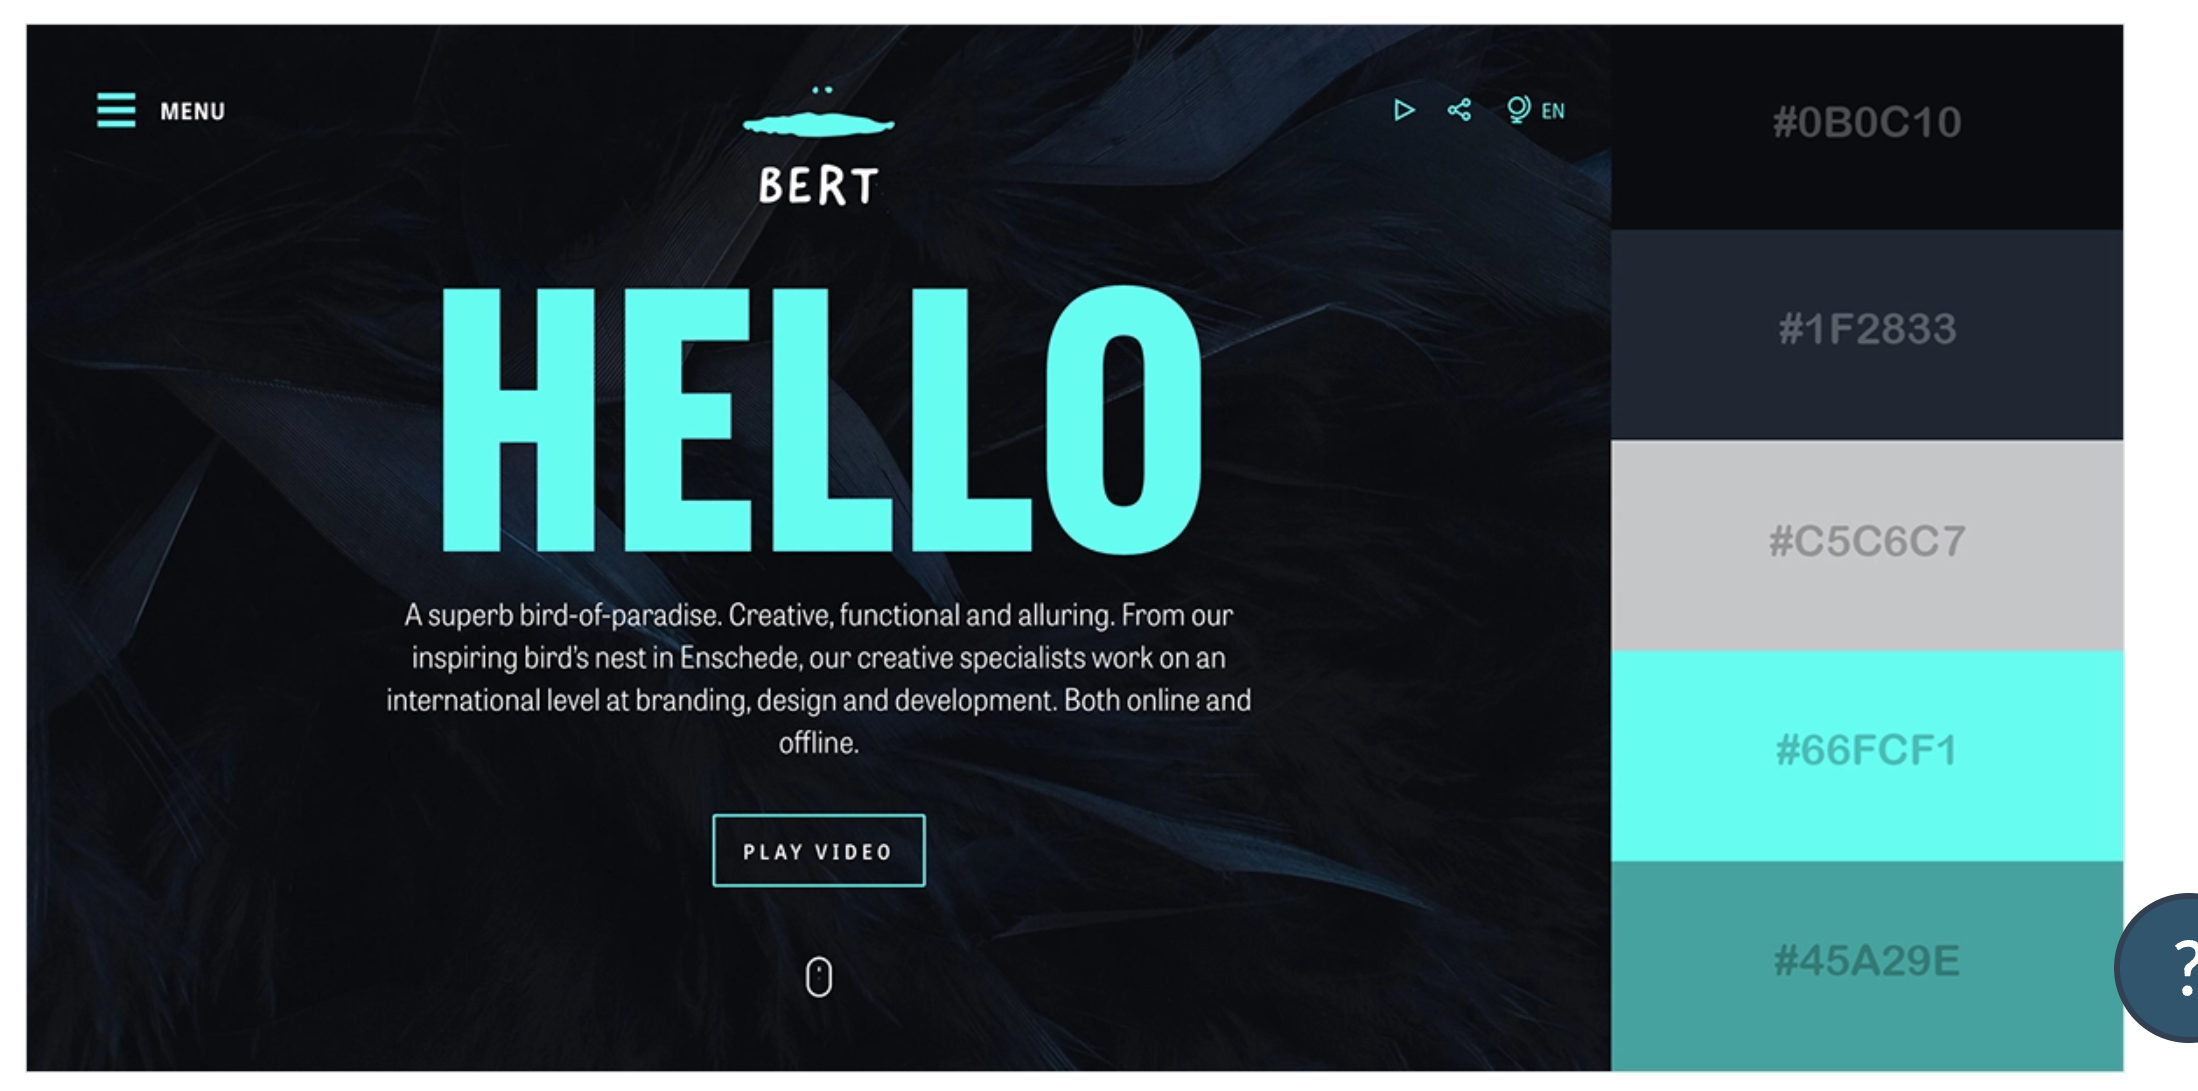 MENU
BERT
EN
HELLO
A superb bird-of-paradise. Creative, functional and alluring. From our
inspiring bird's nest in Enschede, our creative specialists work on an
international level at branding, design and development. Both online and
offline.
PLAY VIDEO
#0B0C10
#1F2833
#C5C6C7
#66FCF1
#45A29E
?